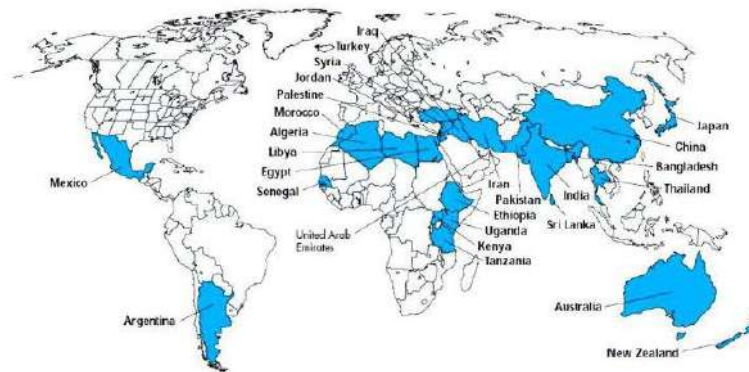 Iraq
Turkey
Syria
Jordan
Palestine
Morocco
Algeria
Libya
Egypt
Senegal
Mexico
Argentina
United Arab
Emirates
Iran
Pakistan
Ethiopia
Uganda
Kenya
Tanzania
India
Sri Lanka
Japan
China
Bangladesh
Thailand
Australia
New Zealand